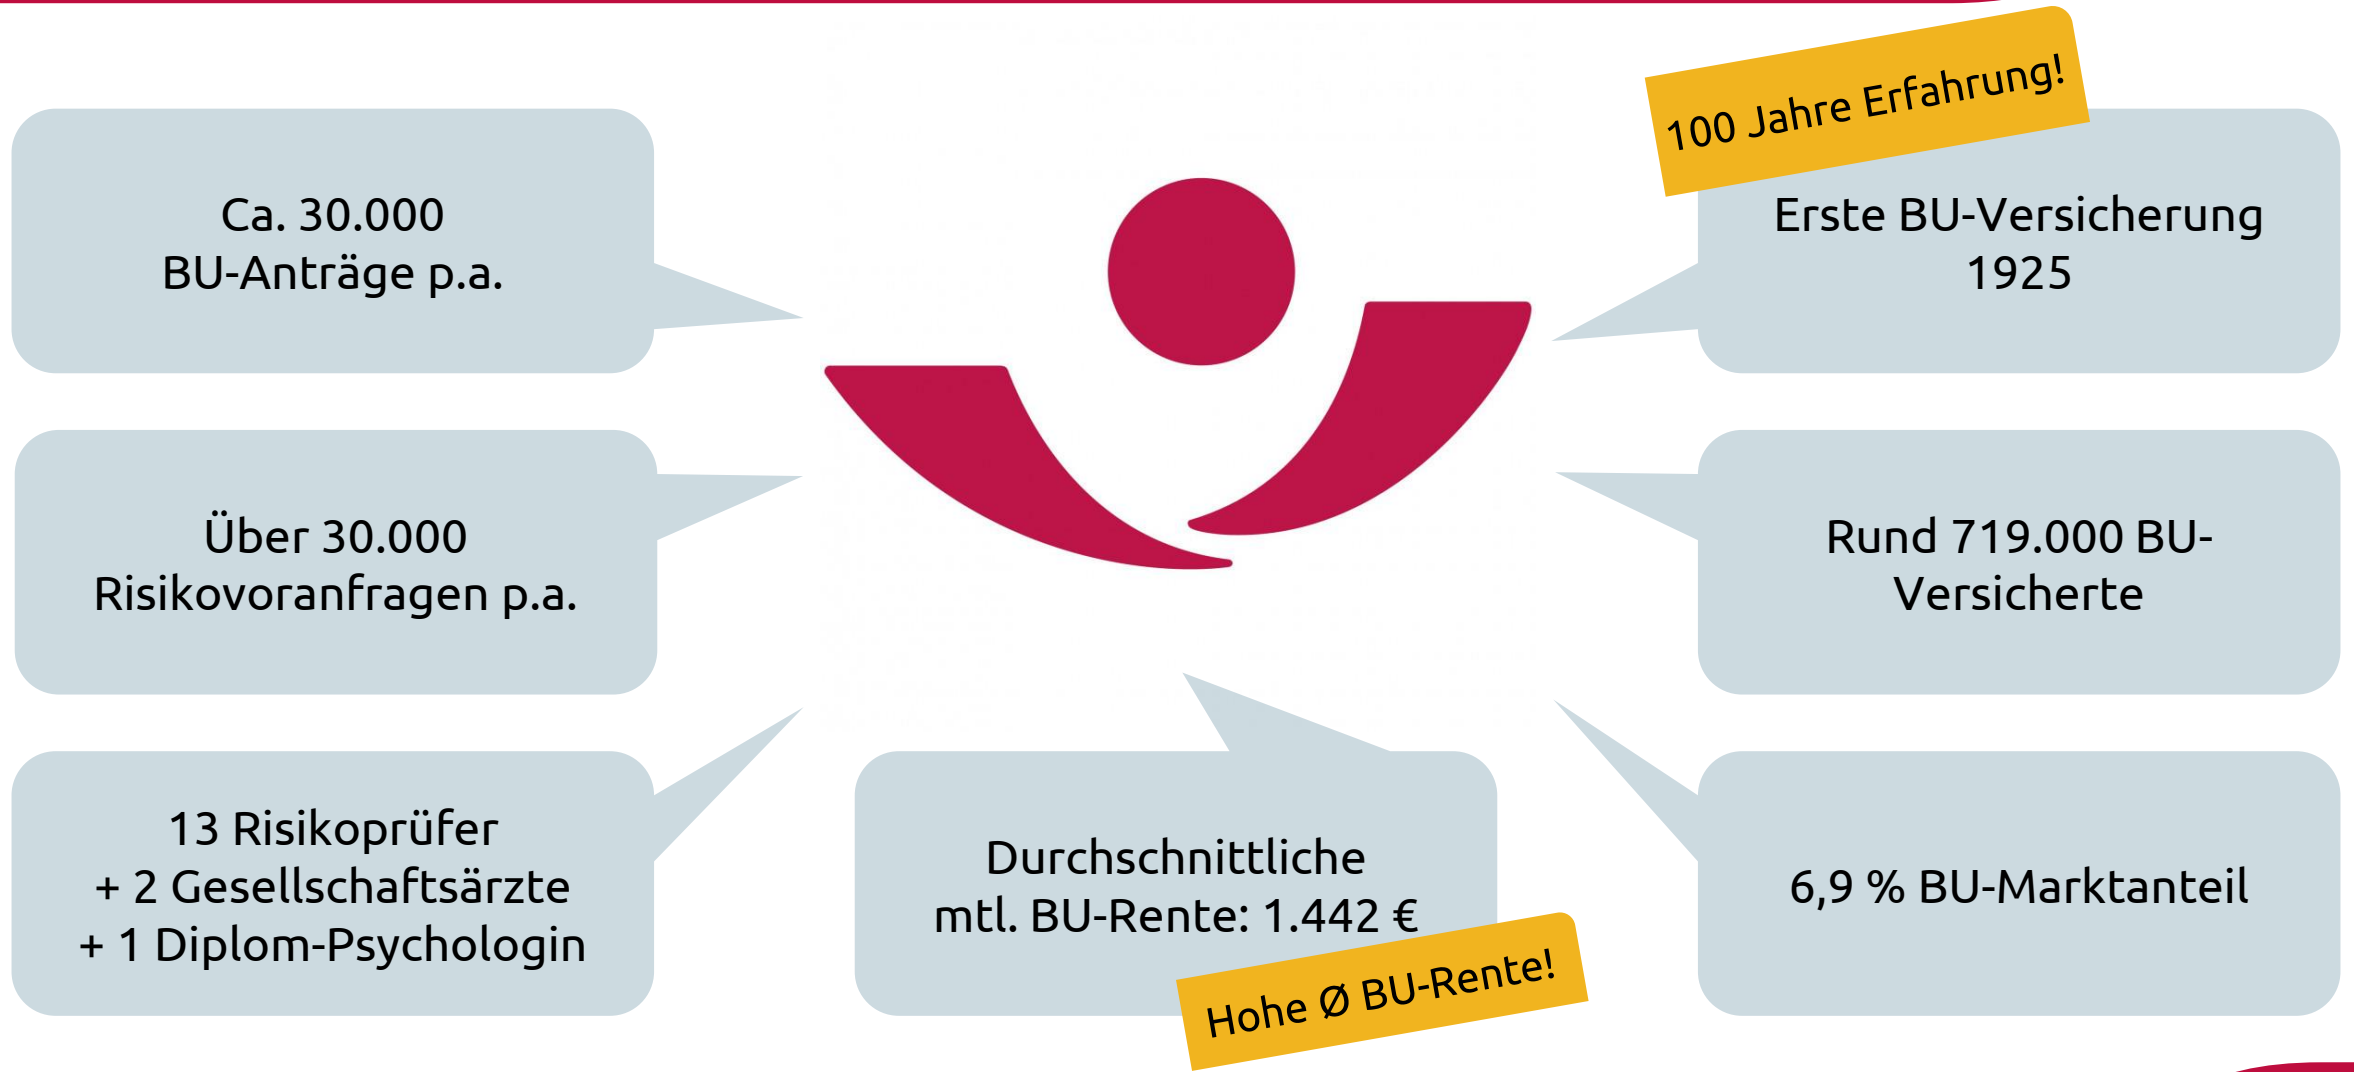 Ca. 30.000
BU-Anträge p.a.
Über 30.000
Risikovoranfragen p.a.
13 Risikoprüfer
+ 2 Gesellschaftsärzte
+ 1 Diplom-Psychologin
Durchschnittliche
mtl. BU-Rente: 1.442 €
Hohe Ø BU-Rente!
100 Jahre Erfahrung!
Erste BU-Versicherung
1925
Rund 719.000 BU-
Versicherte
6,9 % BU-Marktanteil